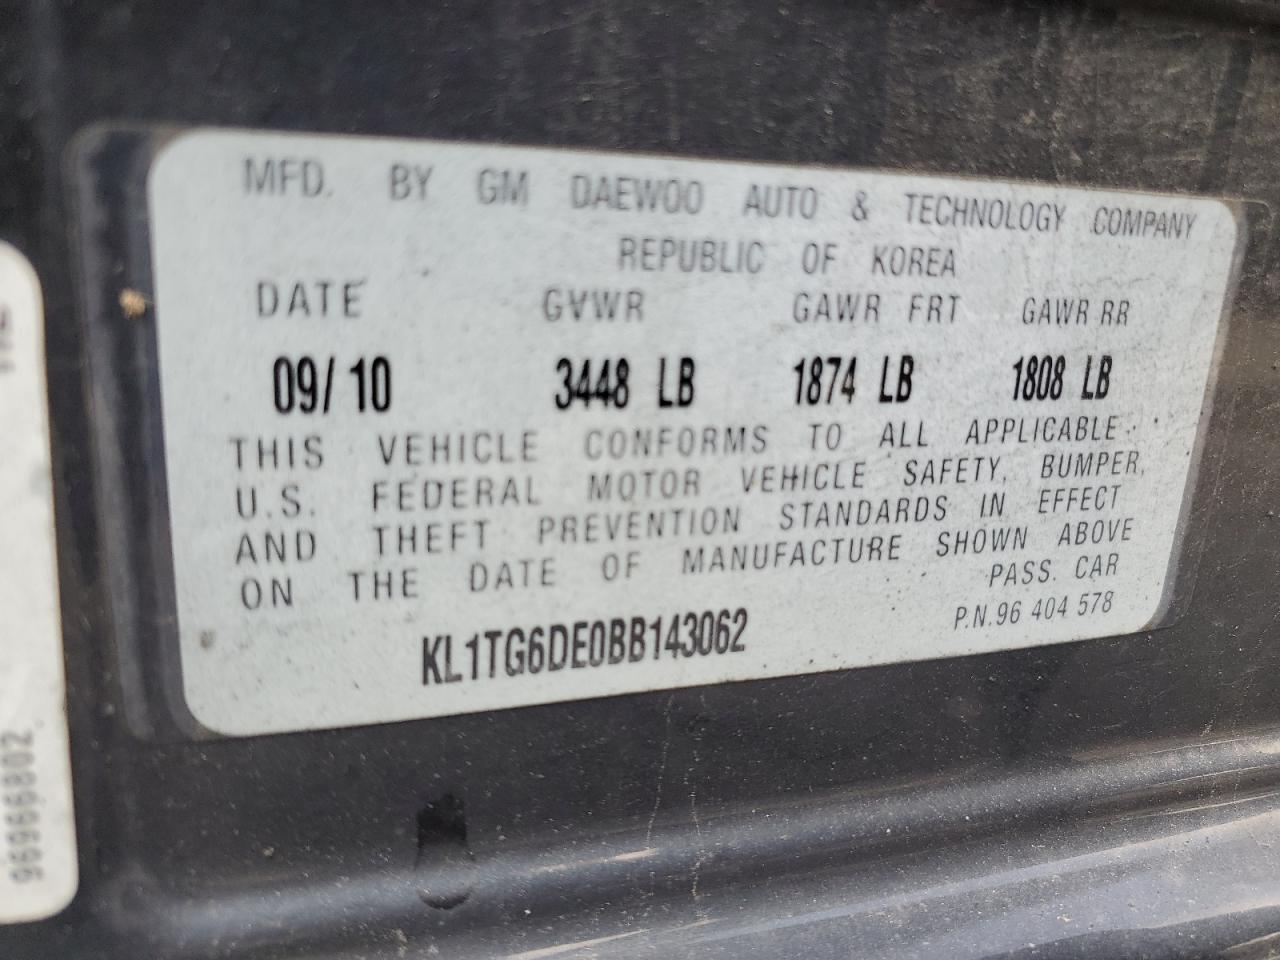 MFD. BY GM DAEWOO AUTO & TECHNOLOGY COMPANY
REPUBLIC OF KOREA
DATE GVWR GAWR FRT GAWR RR
09/10 3448 LB 1874 LB 1808 LB
THIS VEHICLE CONFORMS TO ALL APPLICABLE
U.S. FEDERAL MOTOR VEHICLE SAFETY, BUMPER,
AND THEFT PREVENTION STANDARDS IN EFFECT
ON THE DATE OF MANUFACTURE SHOWN ABOVE
PASS. CAR
KL1TG6DE0BB143062
P.N.96 404 578
96966802